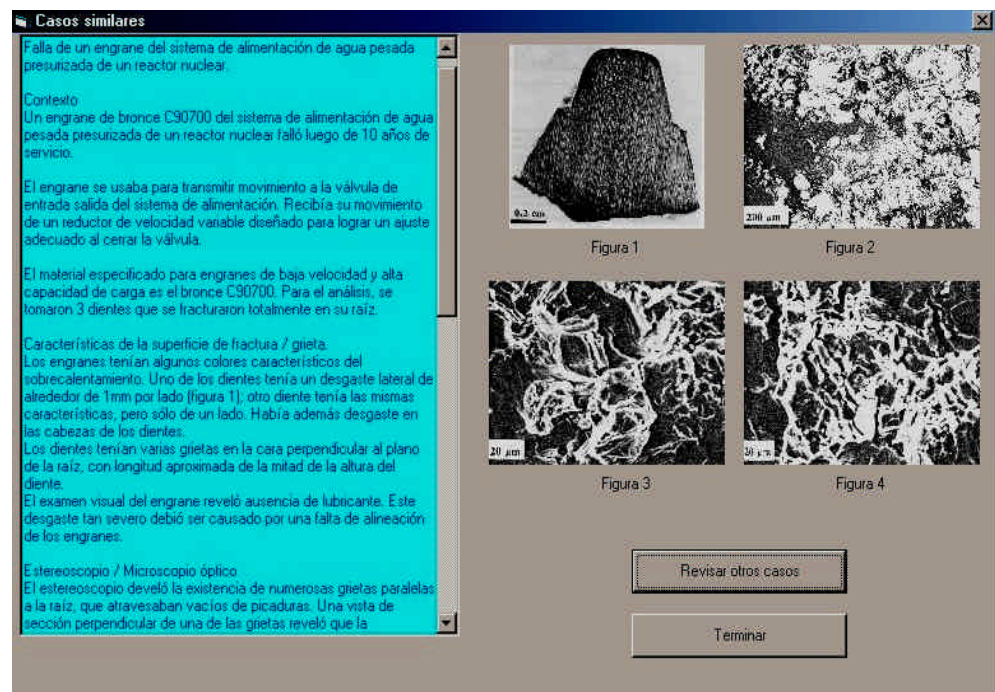 Casos similares
Falla de un engrane del sistema de alimentación de agua pesada
presurizada de un reactor nuclear.
Contexto
Un engrane de bronce C90700 del sistema de alimentación de agua
pesada presurizada de un reactor nuclear falló luego de 10 años de
servicio.
El engrane se usaba para transmitir movimiento a la válvula de
entrada salida del sistema de alimentación. Recibía su movimiento
de un reductor de velocidad variable diseñado para lograr un ajuste
adecuado al cerrar la válvula.
El material especificado para engranes de baja velocidad y alta
capacidad de carga es el bronce C90700. Para el análisis, se
tomaron 3 dientes que se fracturaron totalmente en su raíz.
Características de la superficie de fractura / grieta.
Los engranes tenían algunos colores característicos del
sobrecalentamiento. Uno de los dientes tenía un desgaste lateral de
alrededor de 1mm por lado (figura 1); otro diente tenía las mismas
características, pero sólo de un lado. Había además desgaste en
las cabezas de los dientes.
Los dientes tenían varias grietas en la cara perpendicular al plano
de la raíz, con longitud aproximada de la mitad de la altura del
diente.
El examen visual del engrane reveló ausencia de lubricante. Este
desgaste tan severo debió ser causado por una falta de alineación
de los engranes.
Estereoscopio / Microscopio óptico
El estereoscopio develó la existencia de numerosas grietas paralelas
a la raíz, que atravesaban vacíos de picaduras. Una vista de
sección perpendicular de una de las grietas reveló que la
0.2 cm
Figura 1
200 µm
Figura 2
20 µm
Figura 3
20 µm
Figura 4
Revisar otros casos
Terminar